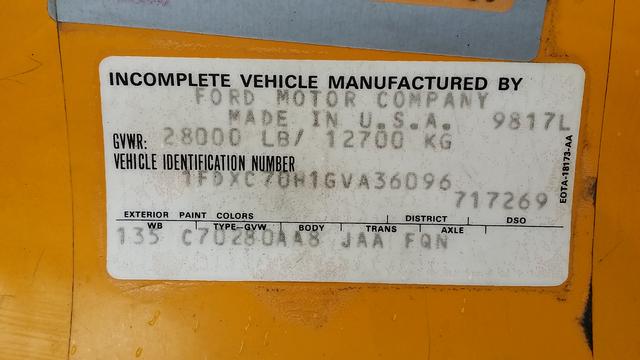 INCOMPLETE VEHICLE MANUFACTURED BY
FORD MOTOR COMPANY
MADE IN U.S.A. 9817L
GVWR: 28000 LB/ 12700 KG
VEHICLE IDENTIFICATION NUMBER
1FDXC70H1GVA36096
717269
EOTA-18173-AA
EXTERIOR PAINT COLORS DISTRICT DSO
WB TYPE-GVW BODY TRANS AXLE
135 C70280AA8 JAA FQN